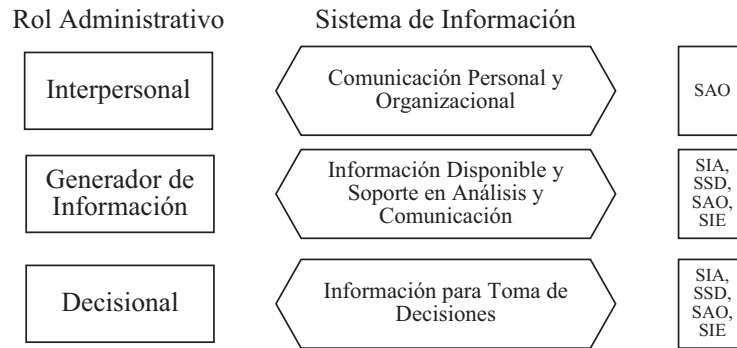 Rol Administrativo
Sistema de Información
Interpersonal
Comunicación Personal y
Organizacional
SAO
Generador de
Información
Información Disponible y
Soporte en Análisis y
Comunicación
SIA,
SSD,
SAO,
SIE
Decisional
Información para Toma de
Decisiones
SIA,
SSD,
SAO,
SIE